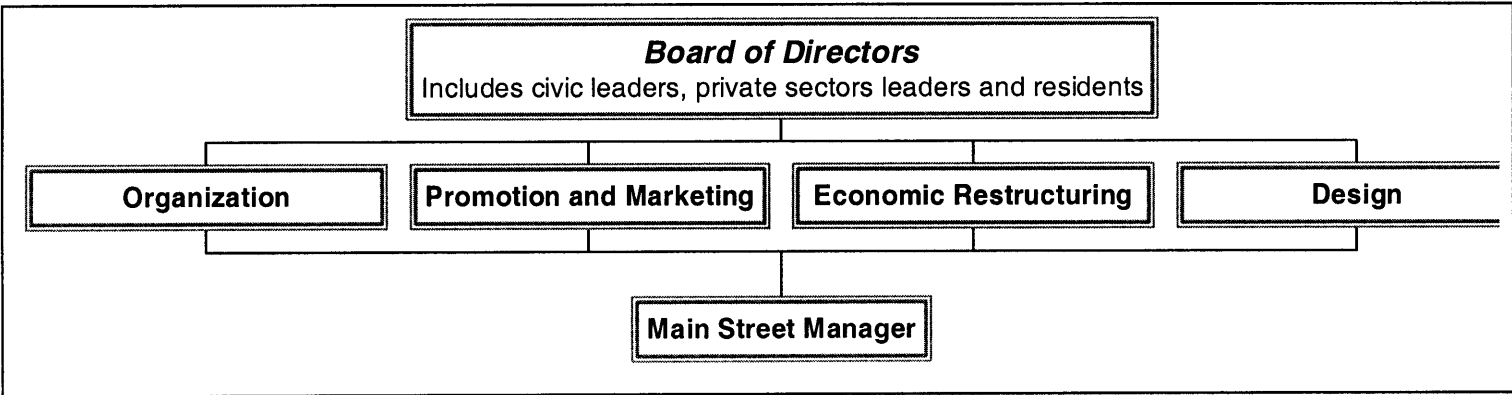 Board of Directors
Includes civic leaders, private sectors leaders and residents
Organization
Promotion and Marketing
Economic Restructuring
Design
Main Street Manager